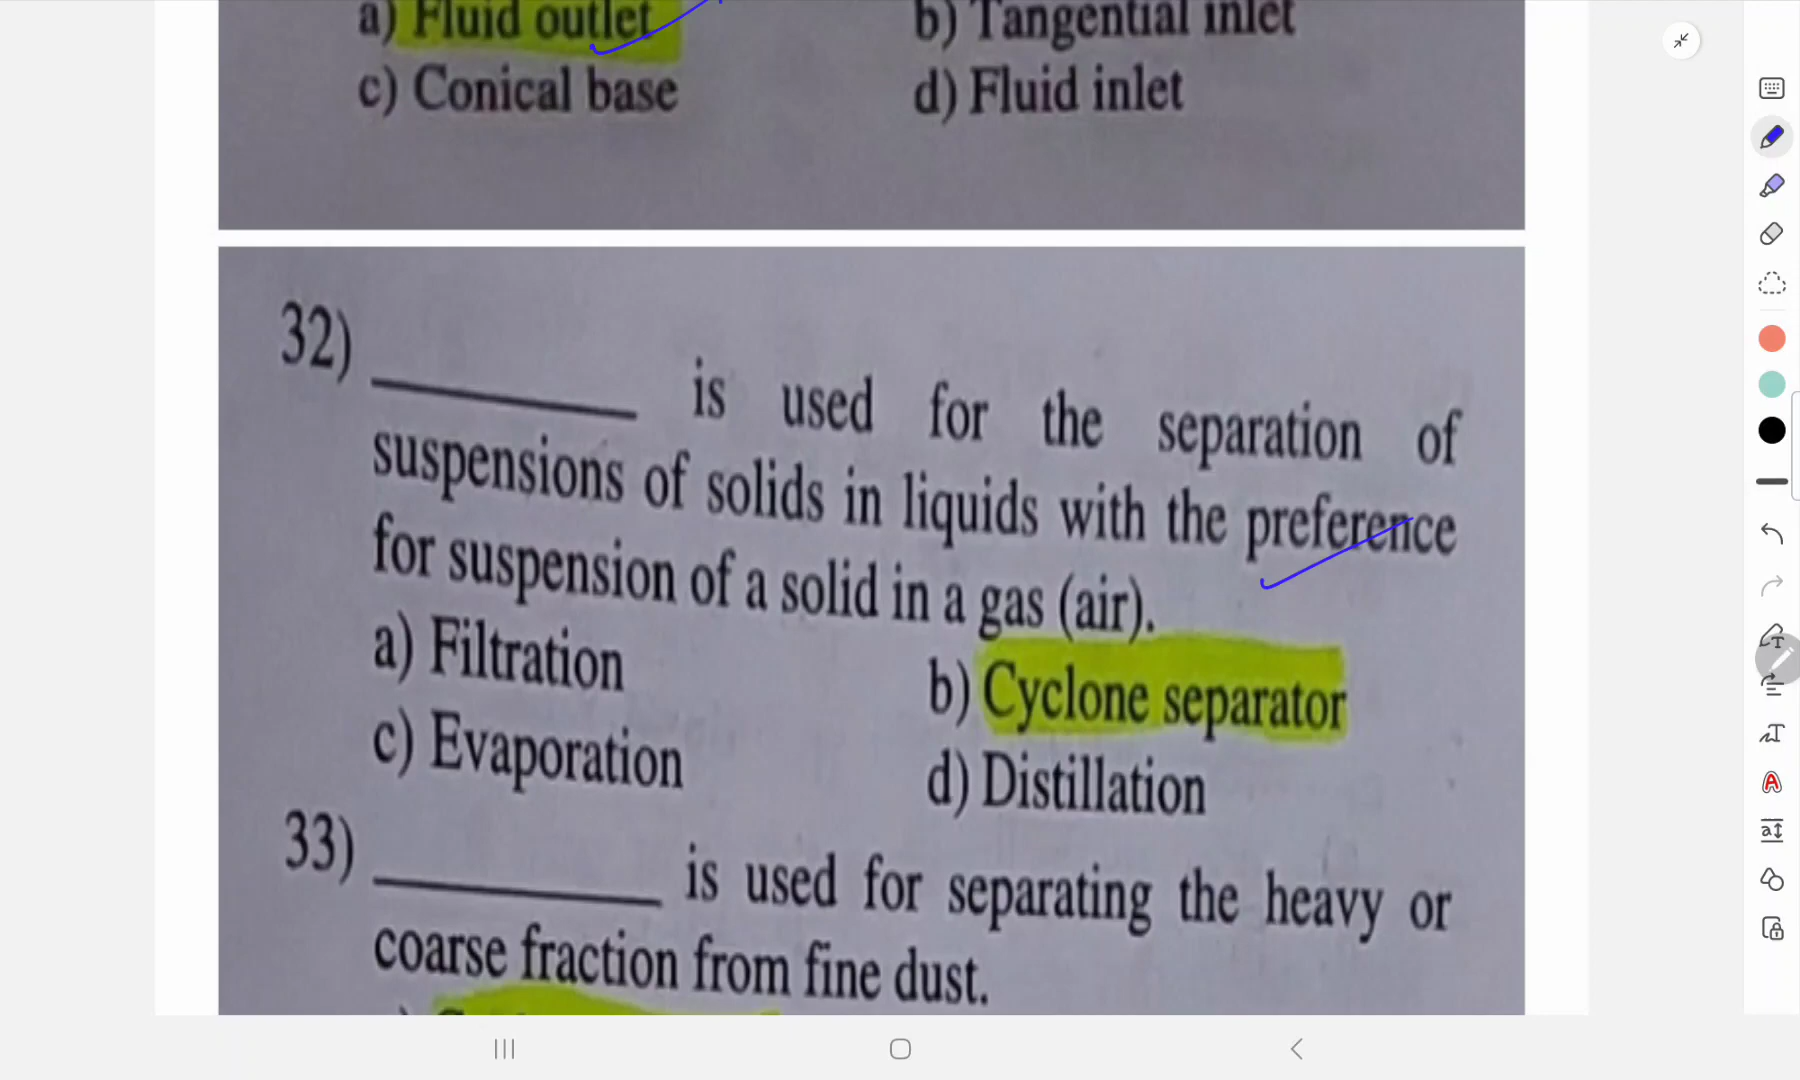 a) Fluid outlet b) Tangential inlet
c) Conical base d) Fluid inlet
32) ________ is used for the separation of
suspensions of solids in liquids with the preference
for suspension of a solid in a gas (air).
a) Filtration b) Cyclone separator
c) Evaporation d) Distillation
33) ________ is used for separating the heavy or
coarse fraction from fine dust.